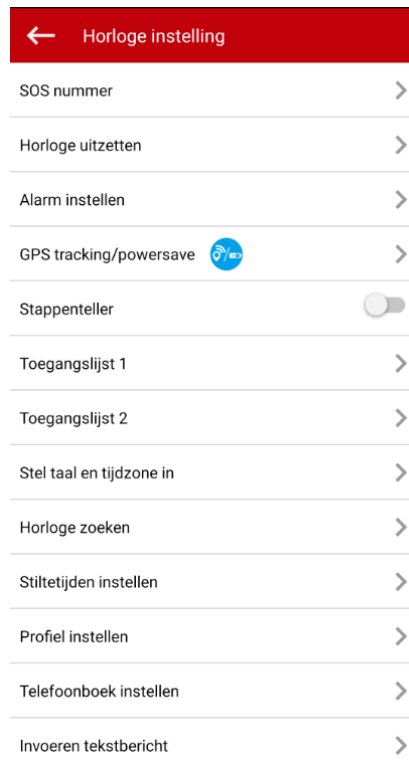 Horloge instelling
SOS nummer
Horloge uitzetten
Alarm instellen
GPS tracking/powersave
Stappenteller
Toegangslijst 1
Toegangslijst 2
Stel taal en tijdzone in
Horloge zoeken
Stiltetijden instellen
Profiel instellen
Telefoonboek instellen
Invoeren tekstbericht